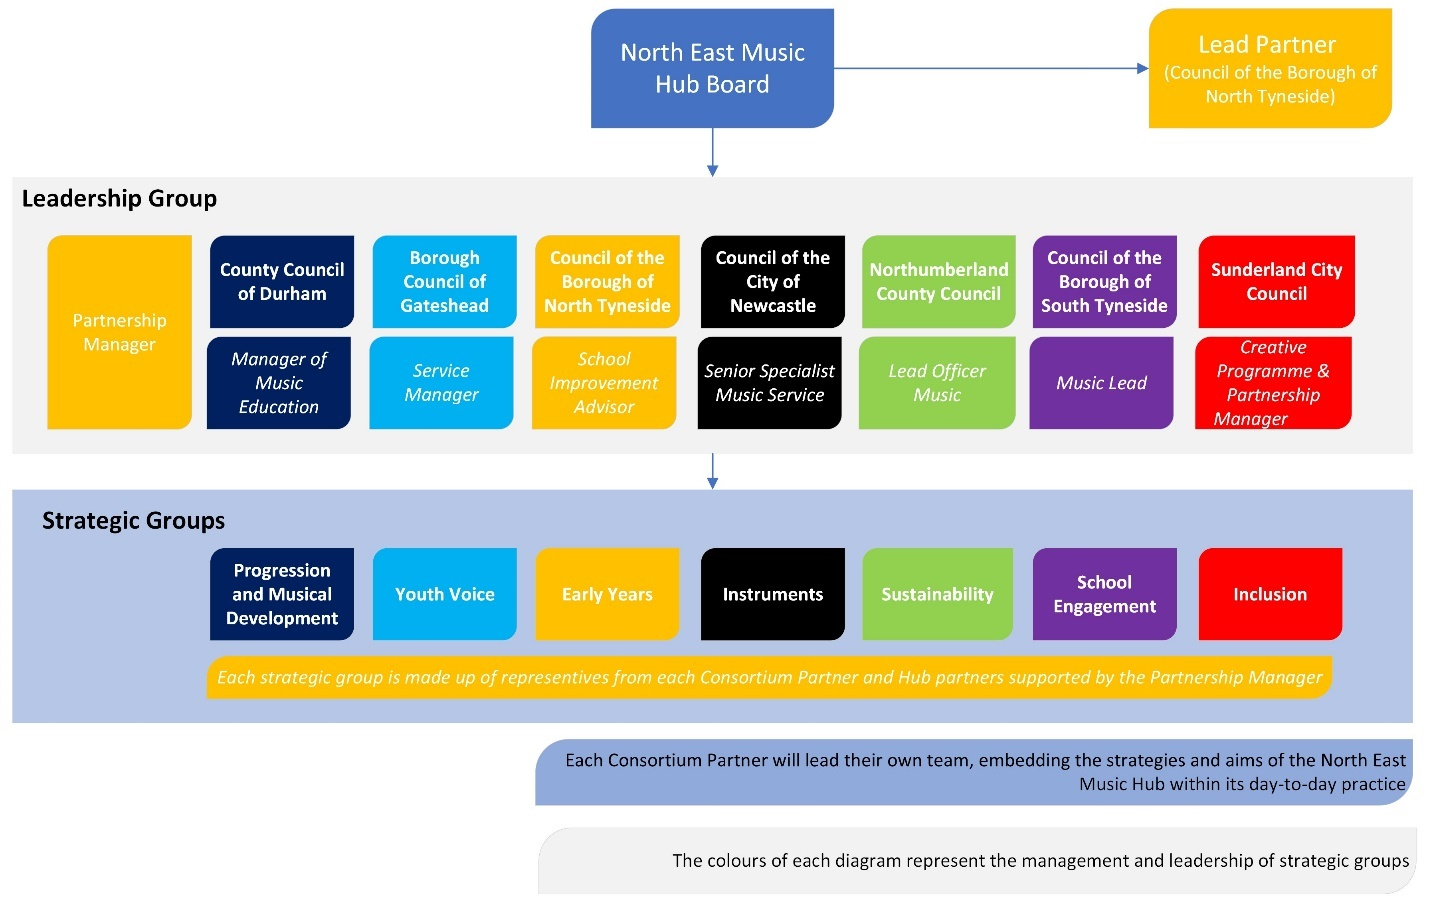 North East Music
Hub Board
Lead Partner
(Council of the Borough of
North Tyneside)
Leadership Group
Partnership
Manager
County Council
of Durham
Manager of
Music
Education
Borough
Council of
Gateshead
Service
Manager
Council of the
Borough of
North Tyneside
School
Improvement
Advisor
Council of the
City of
Newcastle
Senior Specialist
Music Service
Northumberland
County Council
Lead Officer
Music
Council of the
Borough of
South Tyneside
Music Lead
Sunderland City
Council
Creative
Programme &
Partnership
Manager
Strategic Groups
Progression
and Musical
Development
Youth Voice
Early Years
Instruments
Sustainability
School
Engagement
Inclusion
Each strategic group is made up of representives from each Consortium Partner and Hub partners supported by the Partnership Manager
Each Consortium Partner will lead their own team, embedding the strategies and aims of the North East
Music Hub within its day-to-day practice
The colours of each diagram represent the management and leadership of strategic groups